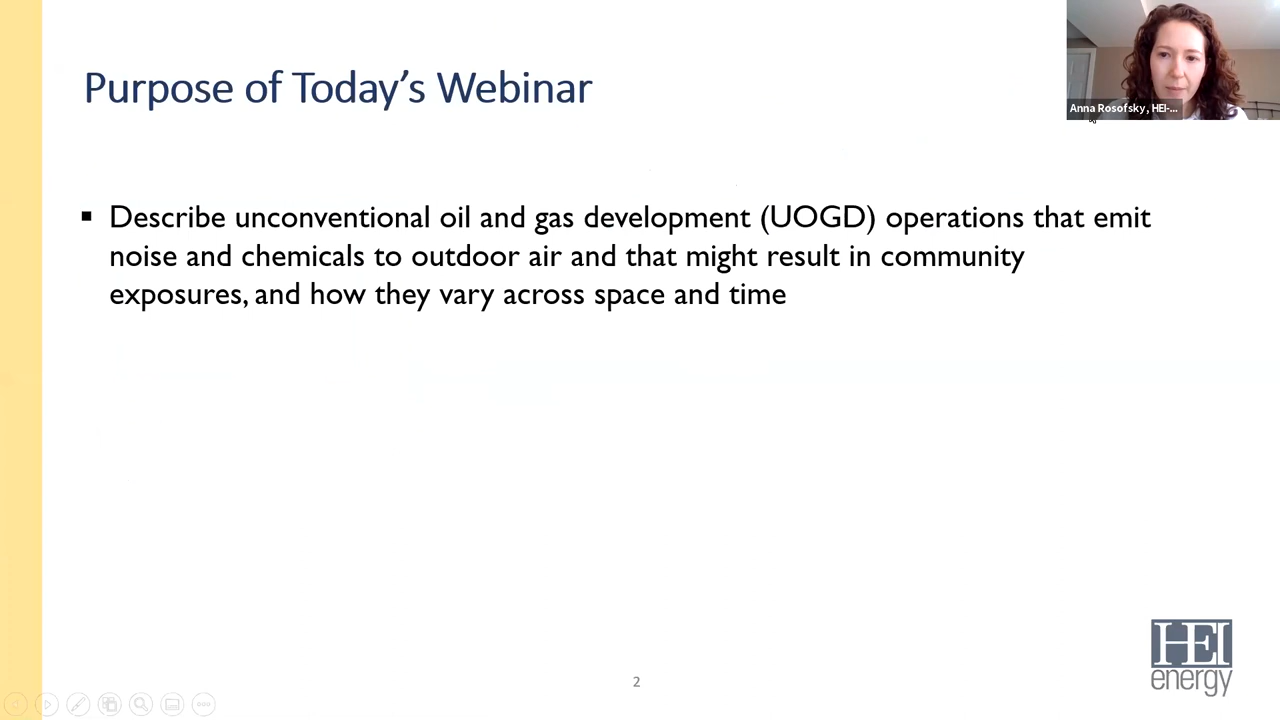 Purpose of Today's Webinar
Anna Rosofsky, HEI-...
▪ Describe unconventional oil and gas development (UOGD) operations that emit
noise and chemicals to outdoor air and that might result in community
exposures, and how they vary across space and time
2
HEI
energy